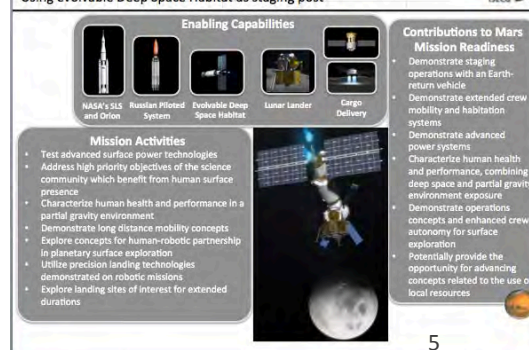 Using evolvable Deep Space Habitat as staging post
Enabling Capabilities
NASA's SLS
and Orion
Russian Piloted
System
Evolvable Deep
Space Habitat
Lunar Lander
Cargo
Delivery
Mission Activities
• Test advanced surface power technologies
• Address high priority objectives of the science
community which benefit from human surface
presence
• Characterize human health and performance in a
partial gravity environment
• Demonstrate long distance mobility concepts
• Explore concepts for human-robotic partnership
in planetary surface exploration
• Utilize precision landing technologies
demonstrated on robotic missions
• Explore landing sites of interest for extended
durations
Contributions to Mars
Mission Readiness
• Demonstrate staging
operations with an Earth-
return vehicle
• Demonstrate extended crew
mobility and habitation
systems
• Demonstrate advanced
power systems
• Characterize human health
and performance, combining
deep space and partial gravity
environment exposure
• Demonstrate operations
concepts and enhanced crew
autonomy for surface
exploration
• Potentially provide the
opportunity for advancing
concepts related to the use of
local resources
5